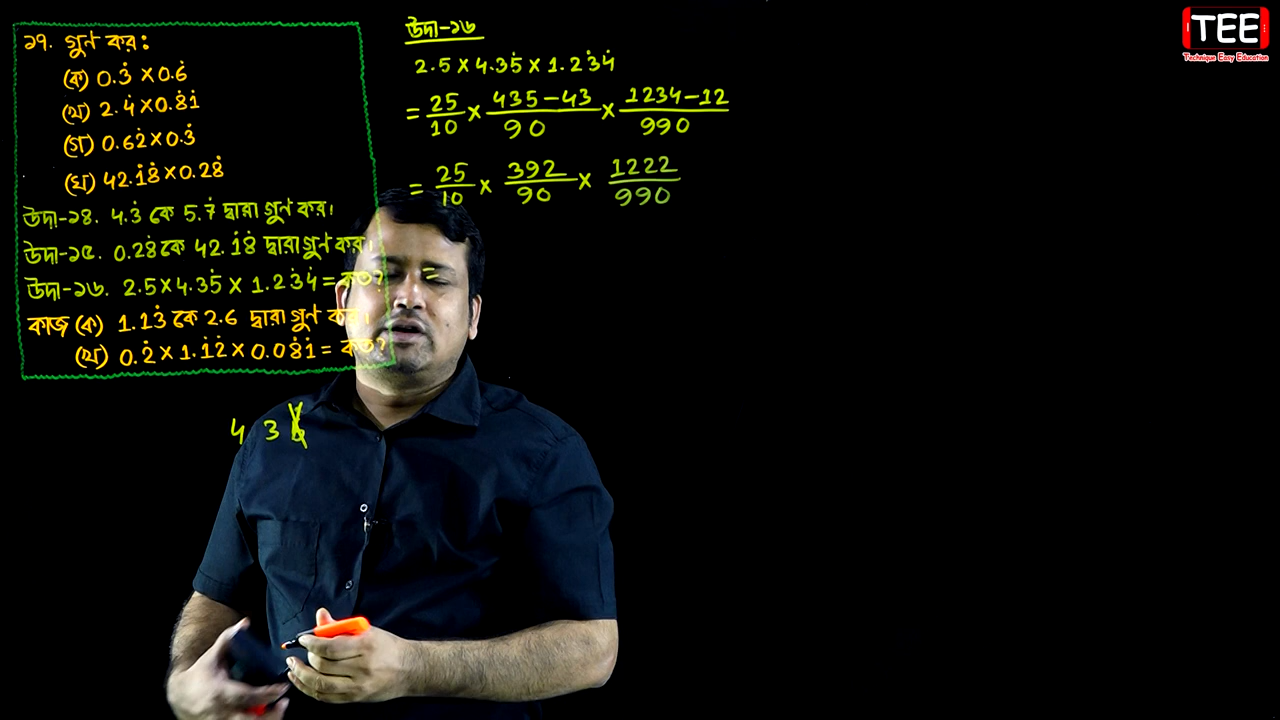 ১৭. গুণ কর:
(ক) 0.3̇ × 0.6̇
(খ) 2.4̇ × 0.8̇1̇
(গ) 0.62̇ × 0.3̇
(ঘ) 42.1̇8̇ × 0.28̇
উদা-১৪. 4.3̇ কে 5.7̇ দ্বারা গুণ কর।
উদা-১৫. 0.28̇ কে 42.1̇8̇ দ্বারা গুণ কর।
উদা-১৬. 2.5 × 4.35̇ × 1.23̇4̇ = কত?
কাজ (ক) 1.13̇ কে 2.6 দ্বারা গুণ কর।
(খ) 0.2̇ × 1.1̇2̇ × 0.08̇1̇ = কত?
উদা-১৬
2.5 × 4.35̇ × 1.23̇4̇
= 25/10 × 435-43/90 × 1234-12/990
= 25/10 × 392/90 × 1222/990
=
4 3
TEE
Technique Easy Education